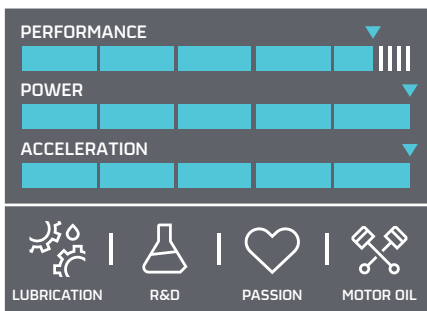 PERFORMANCE
POWER
ACCELERATION
LUBRICATION R&D PASSION MOTOR OIL